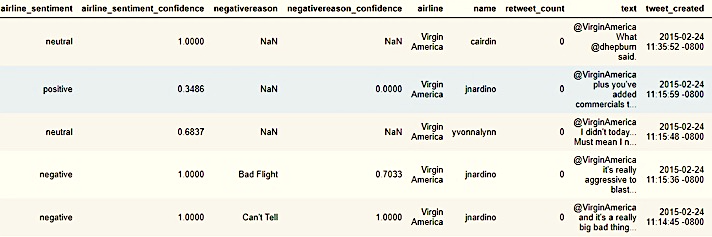 airline_sentiment airline_sentiment_confidence negativereason negativereason_confidence airline name retweet_count text tweet_created
neutral 1.0000 NaN NaN Virgin America cairdin 0 @VirginAmerica What @dhepburn said. 2015-02-24 11:35:52 -0800
positive 0.3486 NaN 0.0000 Virgin America jnardino 0 @VirginAmerica plus you've added commercials t... 2015-02-24 11:15:59 -0800
neutral 0.6837 NaN NaN Virgin America yvonnalynn 0 @VirginAmerica I didn't today... Must mean I n... 2015-02-24 11:15:48 -0800
negative 1.0000 Bad Flight 0.7033 Virgin America jnardino 0 @VirginAmerica it's really aggressive to blast... 2015-02-24 11:15:36 -0800
negative 1.0000 Can't Tell 1.0000 Virgin America jnardino 0 @VirginAmerica and it's a really big bad thing... 2015-02-24 11:14:45 -0800